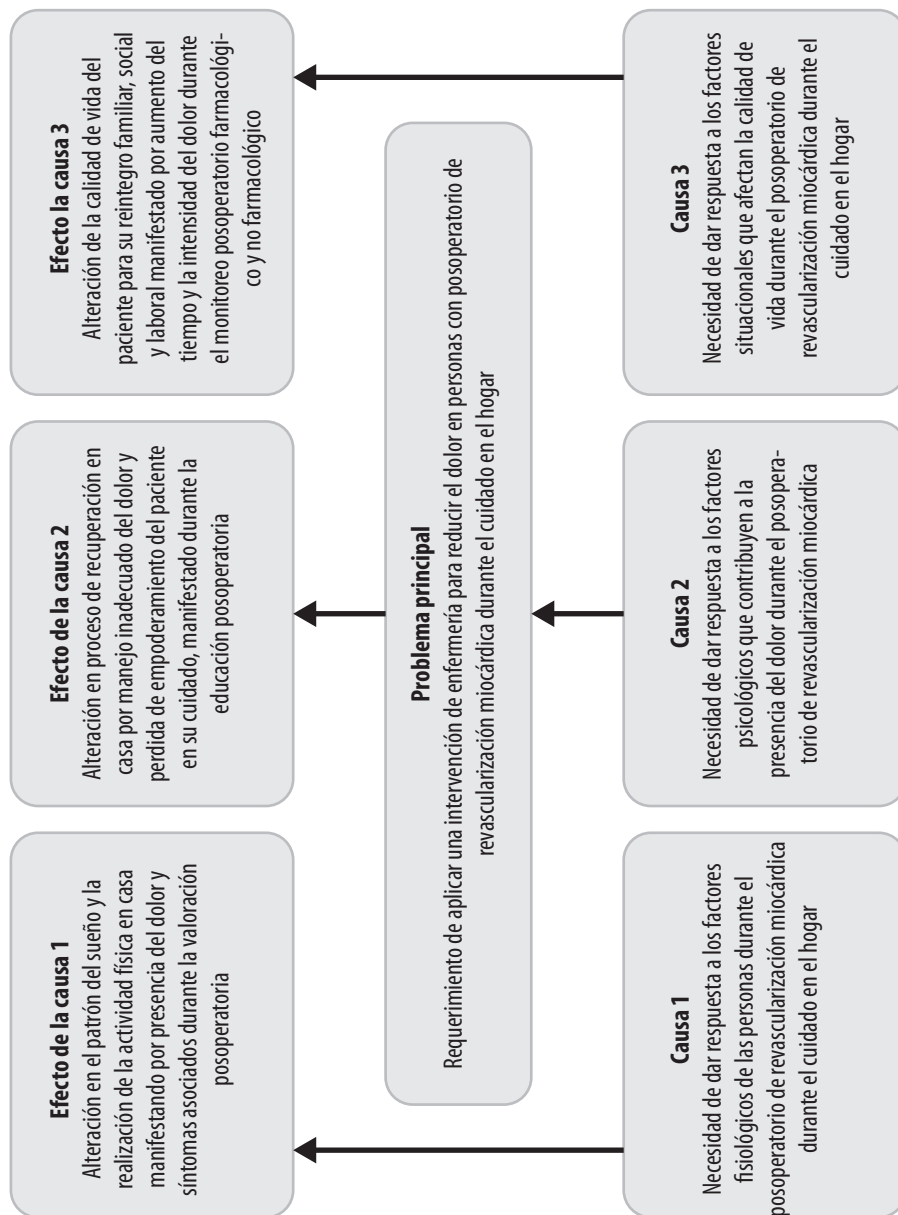 Efecto de la causa 1
Alteración en el patrón del sueño y la
realización de la actividad física en casa
manifestando por presencia del dolor y
síntomas asociados durante la valoración
posoperatoria
Efecto de la causa 2
Alteración en proceso de recuperación en
casa por manejo inadecuado del dolor y
perdida de empoderamiento del paciente
en su cuidado, manifestado durante la
educación posoperatoria
Efecto la causa 3
Alteración de la calidad de vida del
paciente para su reintegro familiar, social
y laboral manifestado por aumento del
tiempo y la intensidad del dolor durante
el monitoreo posoperatorio farmacológi-
co y no farmacológico
Problema principal
Requerimiento de aplicar una intervención de enfermería para reducir el dolor en personas con posoperatorio de
revascularización miocárdica durante el cuidado en el hogar
Causa 1
Necesidad de dar respuesta a los factores
fisiológicos de las personas durante el
posoperatorio de revascularización miocárdica
durante el cuidado en el hogar
Causa 2
Necesidad de dar respuesta a los factores
psicológicos que contribuyen a la
presencia del dolor durante el posopera-
torio de revascularización miocárdica
Causa 3
Necesidad de dar respuesta a los factores
situacionales que afectan la calidad de
vida durante el posoperatorio de
revascularización miocárdica durante el
cuidado en el hogar